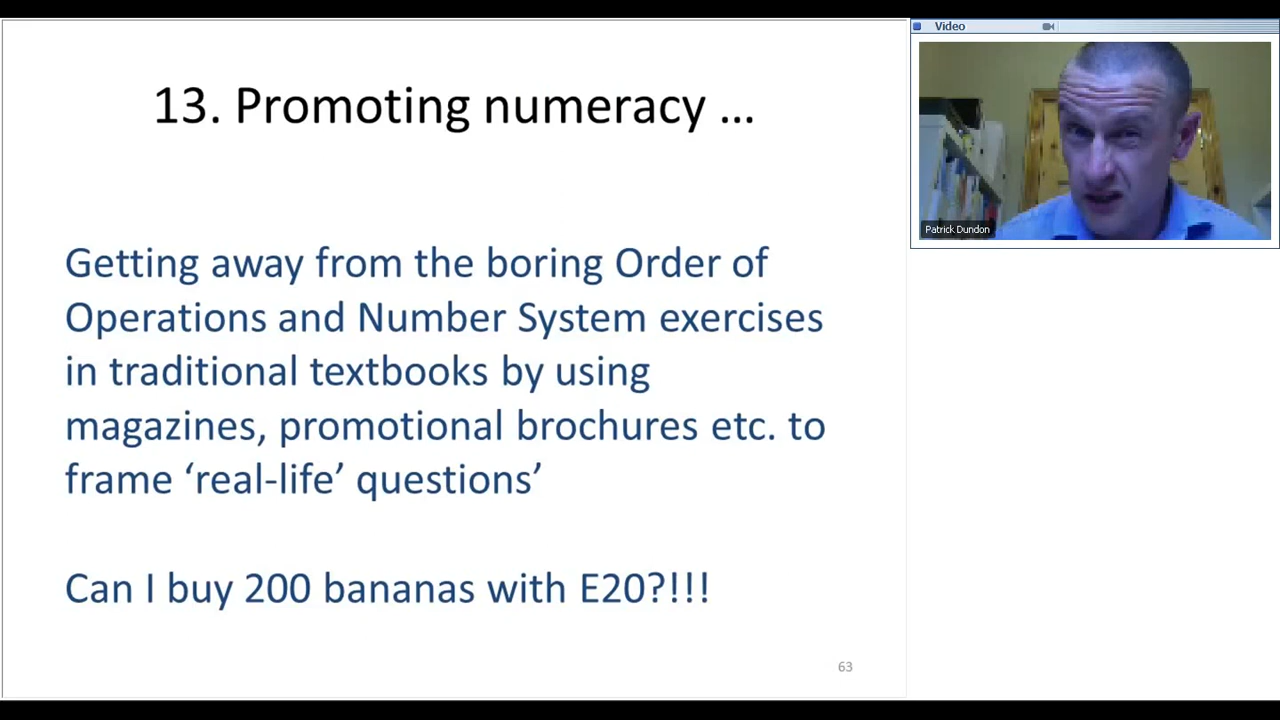 13. Promoting numeracy ...
Getting away from the boring Order of
Operations and Number System exercises
in traditional textbooks by using
magazines, promotional brochures etc. to
frame ‘real-life’ questions’
Can I buy 200 bananas with E20?!!!
63
Video
Patrick Dundon